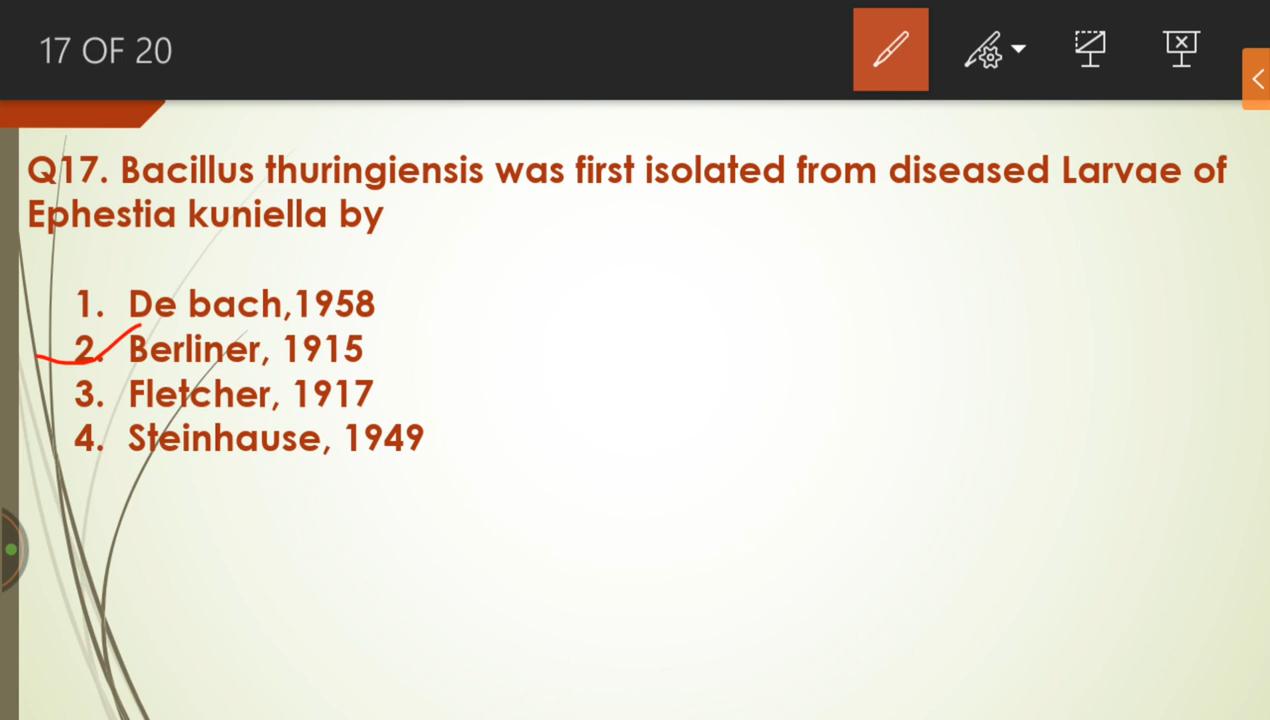 17 OF 20
Q17. Bacillus thuringiensis was first isolated from diseased Larvae of
Ephestia kuniella by
1. De bach,1958
2. Berliner, 1915
3. Fletcher, 1917
4. Steinhause, 1949